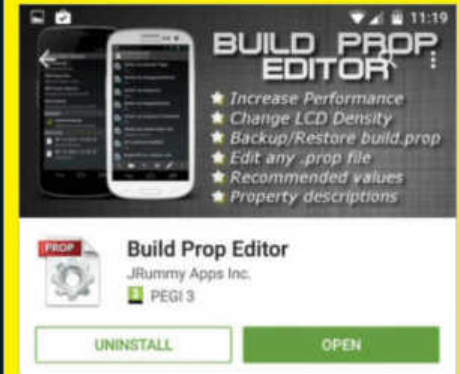 11:19
BUILD PROP
EDITOR
Increase Performance
Change LCD Density
Backup/Restore build.prop
Edit any .prop file
Recommended values
Property descriptions
PROP
Build Prop Editor
JRummy Apps Inc.
3 PEGI 3
UNINSTALL
OPEN